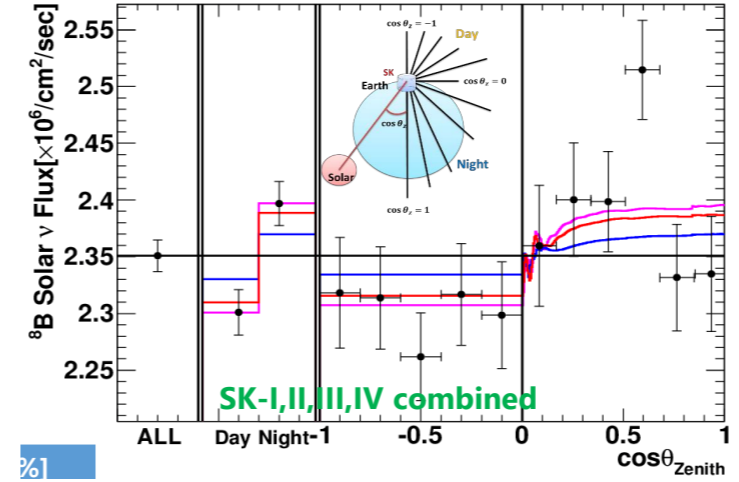 ⁸B Solar ν Flux[×10⁶/cm²/sec]
2.55
2.5
2.45
2.4
2.35
2.3
2.25
cos θz = −1
Day
SK
Earth
cos θz = 0
cos θz
Night
Solar
cos θz = 1
SK-I,II,III,IV combined
ALL Day Night -1 -0.5 0 0.5 1
cosθZenith
%]